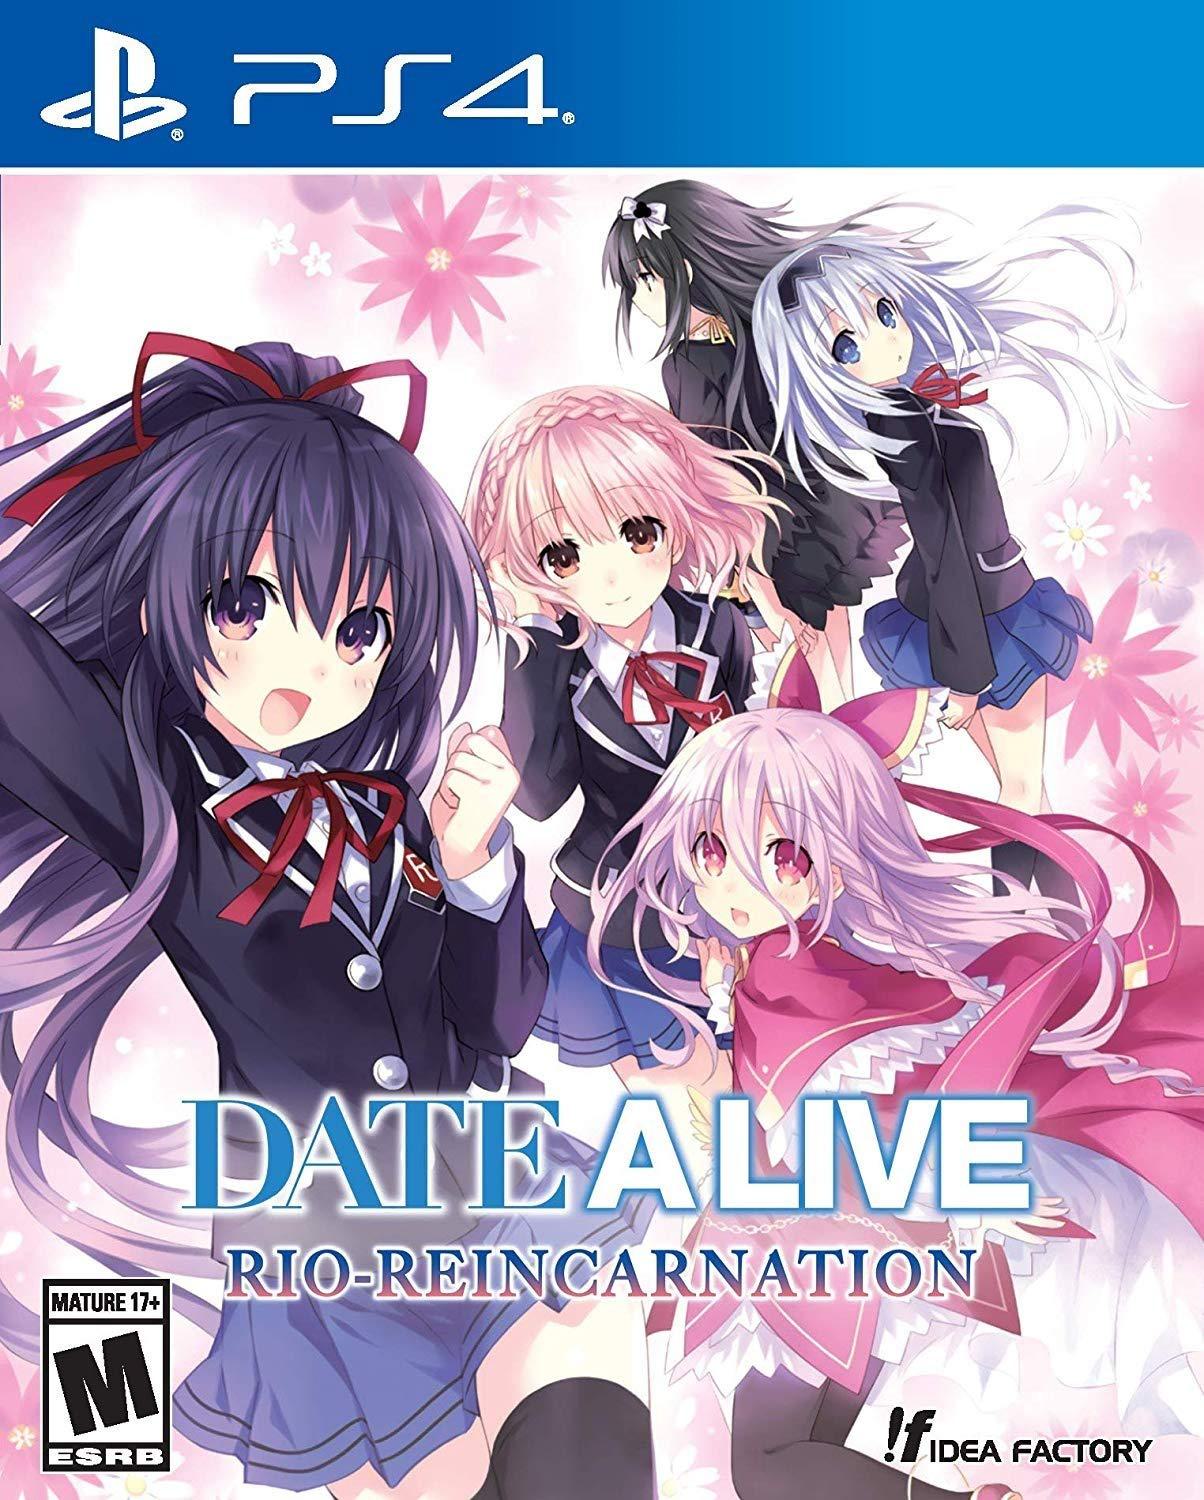 PS4®
DATE A LIVE
RIO-REINCARNATION
MATURE 17+
M
ESRB
!f IDEA FACTORY